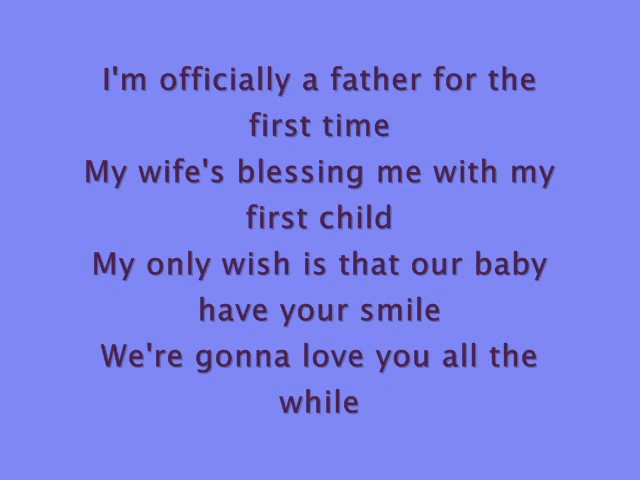 I'm officially a father for the
first time
My wife's blessing me with my
first child
My only wish is that our baby
have your smile
We're gonna love you all the
while